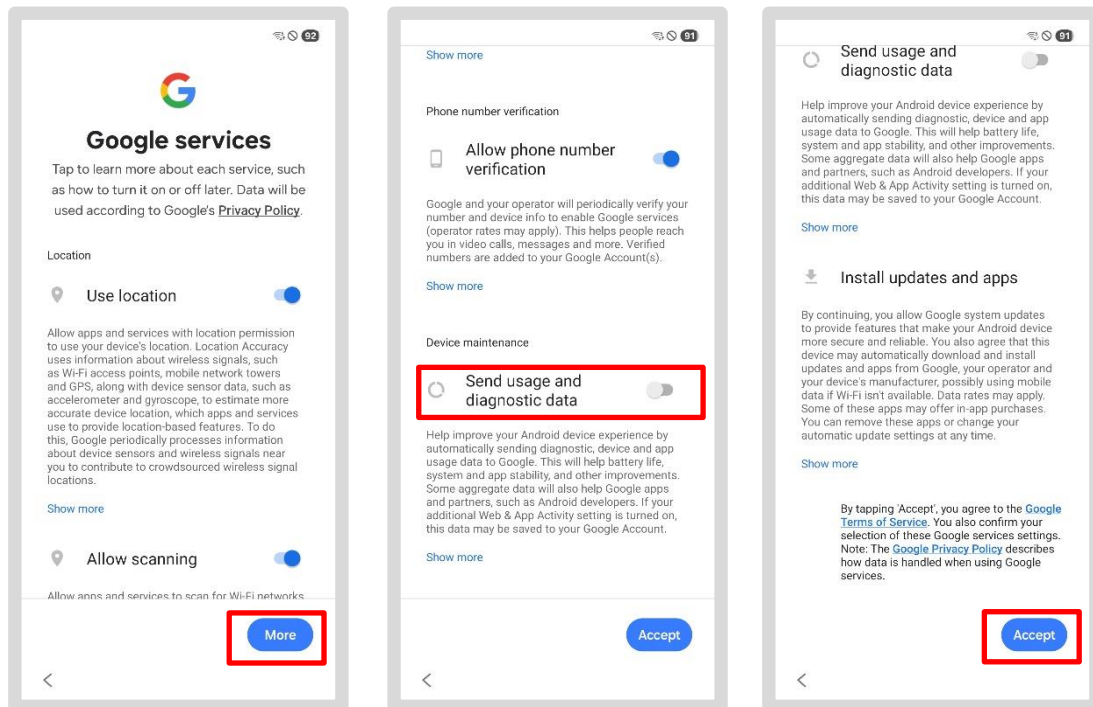 92
Google services
Tap to learn more about each service, such
as how to turn it on or off later. Data will be
used according to Google's Privacy Policy.
Location
Use location
Allow apps and services with location permission
to use your device's location. Location Accuracy
uses information about wireless signals, such
as Wi-Fi access points, mobile network towers
and GPS, along with device sensor data, such as
accelerometer and gyroscope, to estimate more
accurate device location, which apps and services
use to provide location-based features. To do
this, Google periodically processes information
about device sensors and wireless signals near
you to contribute to crowdsourced wireless signal
locations.
Show more
Allow scanning
Allow apps and services to scan for Wi-Fi networks
More
91
Show more
Phone number verification
Allow phone number
verification
Google and your operator will periodically verify your
number and device info to enable Google services
(operator rates may apply). This helps people reach
you in video calls, messages and more. Verified
numbers are added to your Google Account(s).
Show more
Device maintenance
Send usage and
diagnostic data
Help improve your Android device experience by
automatically sending diagnostic, device and app
usage data to Google. This will help battery life,
system and app stability, and other improvements.
Some aggregate data will also help Google apps
and partners, such as Android developers. If your
additional Web & App Activity setting is turned on,
this data may be saved to your Google Account.
Show more
Accept
91
Send usage and
diagnostic data
Help improve your Android device experience by
automatically sending diagnostic, device and app
usage data to Google. This will help battery life,
system and app stability, and other improvements.
Some aggregate data will also help Google apps
and partners, such as Android developers. If your
additional Web & App Activity setting is turned on,
this data may be saved to your Google Account.
Show more
Install updates and apps
By continuing, you allow Google system updates
to provide features that make your Android device
more secure and reliable. You also agree that this
device may automatically download and install
updates and apps from Google, your operator and
your device's manufacturer, possibly using mobile
data if Wi-Fi isn't available. Data rates may apply.
Some of these apps may offer in-app purchases.
You can remove these apps or change your
automatic update settings at any time.
Show more
By tapping 'Accept', you agree to the Google
Terms of Service. You also confirm your
selection of these Google services settings.
Note: The Google Privacy Policy describes
how data is handled when using Google
services.
Accept